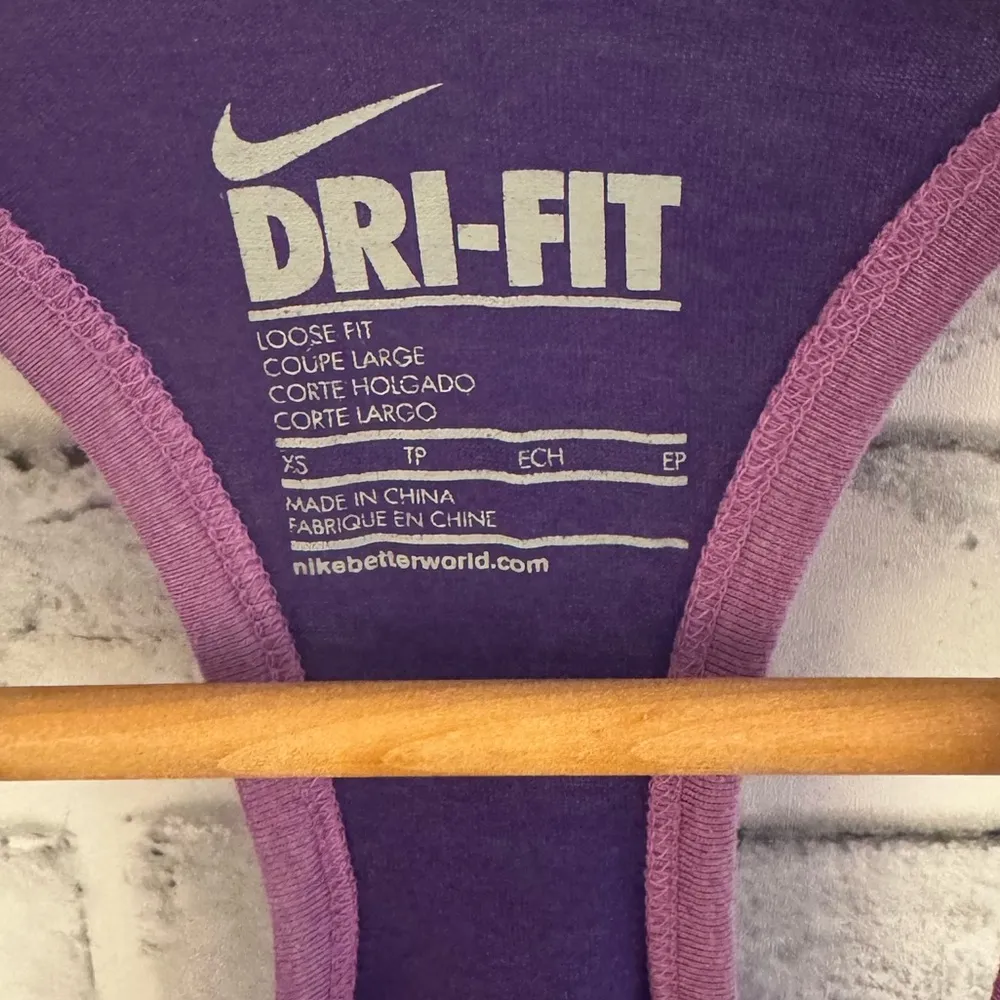 DRI-FIT
LOOSE FIT
COUPE LARGE
CORTE HOLGADO
CORTE LARGO
XS TP ECH EP
MADE IN CHINA
FABRIQUE EN CHINE
nikebetterworld.com